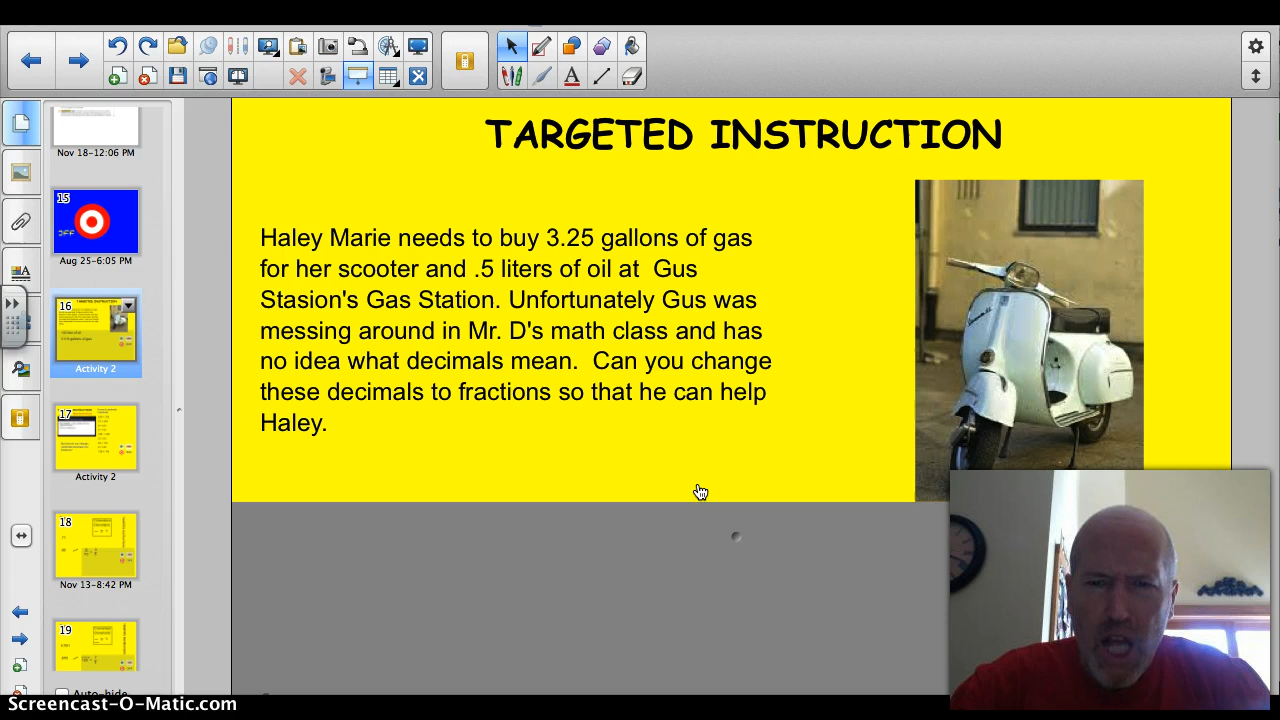 TARGETED INSTRUCTION
Haley Marie needs to buy 3.25 gallons of gas
for her scooter and .5 liters of oil at  Gus
Stasion's Gas Station. Unfortunately Gus was
messing around in Mr. D's math class and has
no idea what decimals mean.  Can you change
these decimals to fractions so that he can help
Haley.
Nov 18-12:06 PM
15
Aug 25-6:05 PM
16
Activity 2
17
Activity 2
18
Nov 13-8:42 PM
19
Auto-hide
Screencast-O-Matic.com